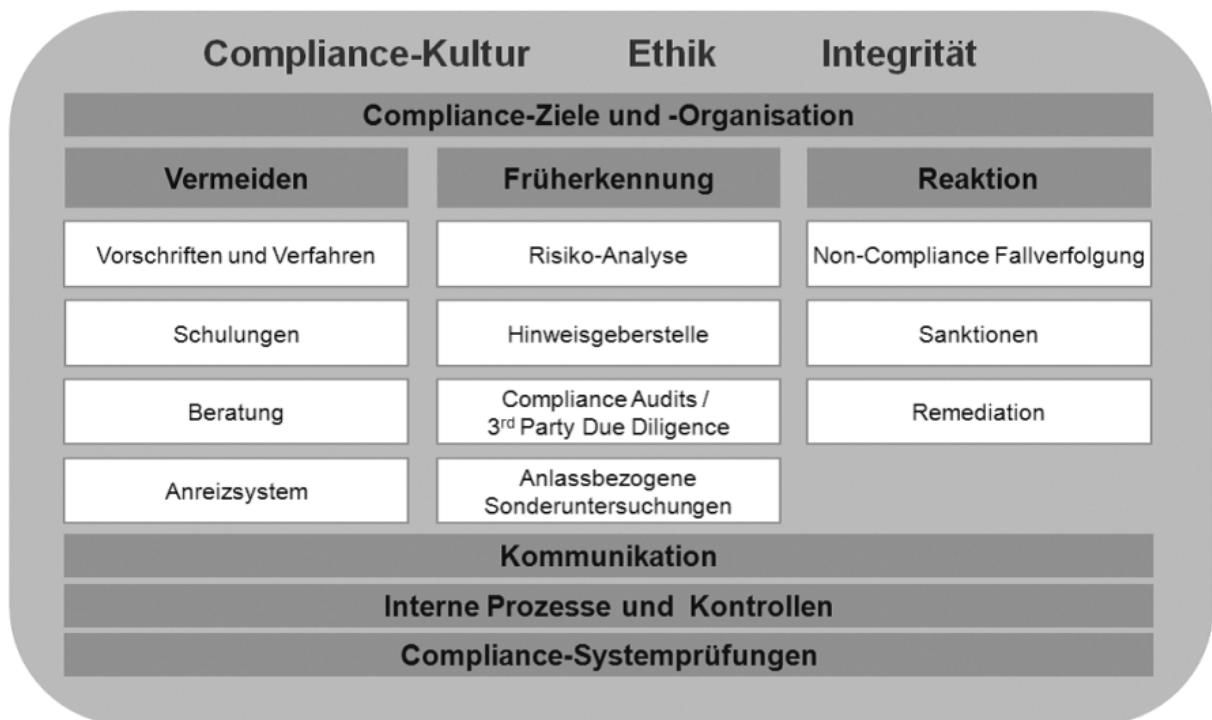 Compliance-Kultur Ethik Integrität
Compliance-Ziele und -Organisation
Vermeiden
Vorschriften und Verfahren
Schulungen
Beratung
Anreizsystem
Früherkennung
Risiko-Analyse
Hinweisgeberstelle
Compliance Audits /
3rd Party Due Diligence
Anlassbezogene
Sonderuntersuchungen
Reaktion
Non-Compliance Fallverfolgung
Sanktionen
Remediation
Kommunikation
Interne Prozesse und Kontrollen
Compliance-Systemprüfungen